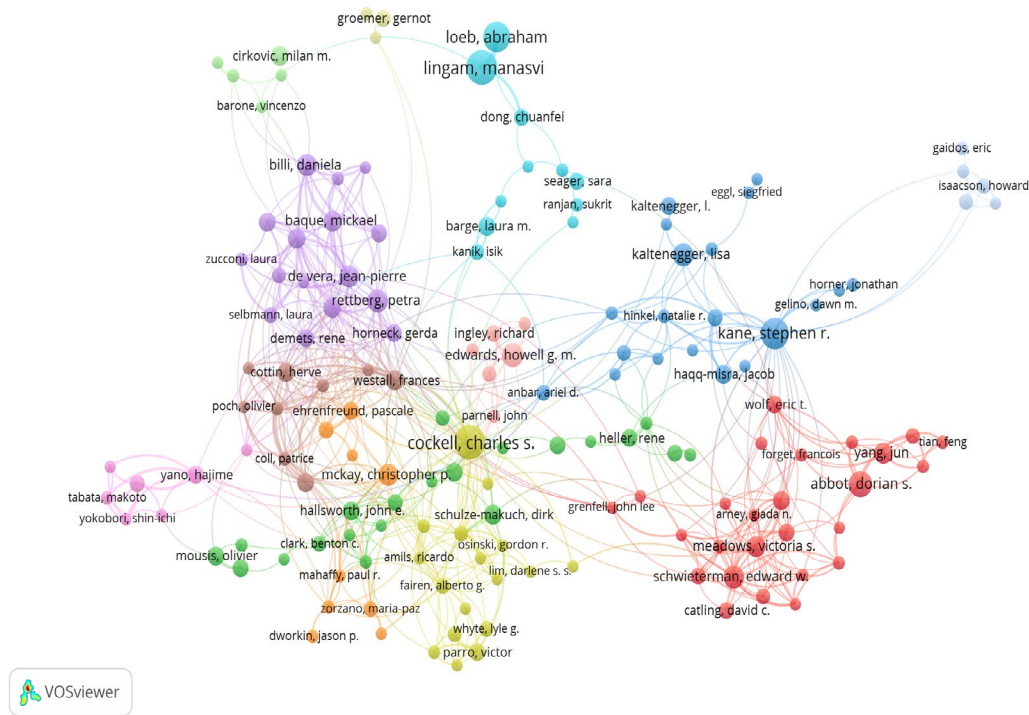 groemer, gernot
loeb, abraham
cirkovic, milan m.
lingam, manasvi
barone, vincenzo
dong, chuanfei
gaidos, eric
billi, daniela
seager, sara
eggl, siegfried
isaacson, howard
ranjan, sukrit
kaltenegger, l.
baque, mickael
barge, laura m.
zucconi, laura
kanik, isik
kaltenegger, lisa
de vera, jean-pierre
horner, jonathan
rettberg, petra
gelino, dawn m.
selbmann, laura
hinkel, natalie r.
demets, rene
horneck, gerda
ingley, richard
kane, stephen r.
edwards, howell g. m.
cottin, herve
westall, frances
haqq-misra, jacob
anbar, ariel d.
poch, olivier
ehrenfreund, pascale
parnell, john
wolf, eric t.
cockell, charles s.
heller, rene
tian, feng
coll, patrice
forget, francois
yang, jun
yano, hajime
mckay, christopher p.
abbot, dorian s.
tabata, makoto
hallsworth, john e.
schulze-makuch, dirk
grenfell, john lee
arney, giada n.
yokobori, shin-ichi
clark, benton c.
osinski, gordon r.
meadows, victoria s.
mousis, olivier
amils, ricardo
lim, darlene s. s.
mahaffy, paul r.
fairen, alberto g.
schwieterman, edward w.
zorzano, maria-paz
catling, david c.
dworkin, jason p.
whyte, lyle g.
parro, victor
VOSviewer